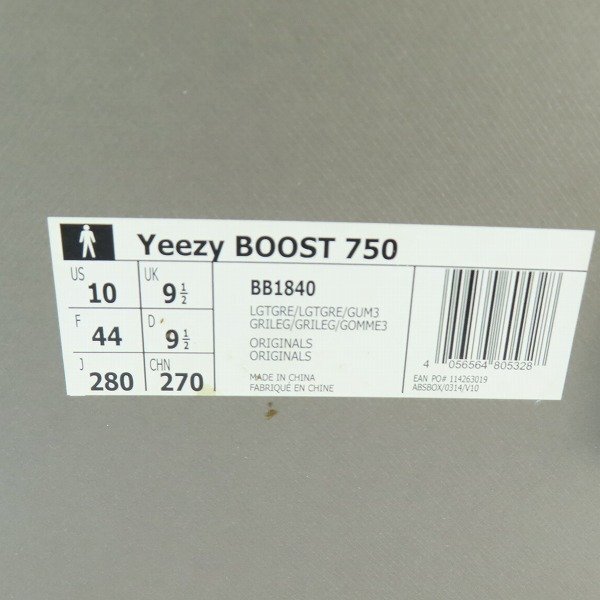 Yeezy BOOST 750
US 10 UK 9 1/2
F 44 D 9 1/2
J 280 CHN 270
BB1840
LGTGRE/LGTGRE/GUM3
GRILEG/GRILEG/GOMME3
ORIGINALS
ORIGINALS
MADE IN CHINA
FABRIQUÉ EN CHINE
4 056564 805328
EAN PO# 114263019
ABSBOX/0314/V10